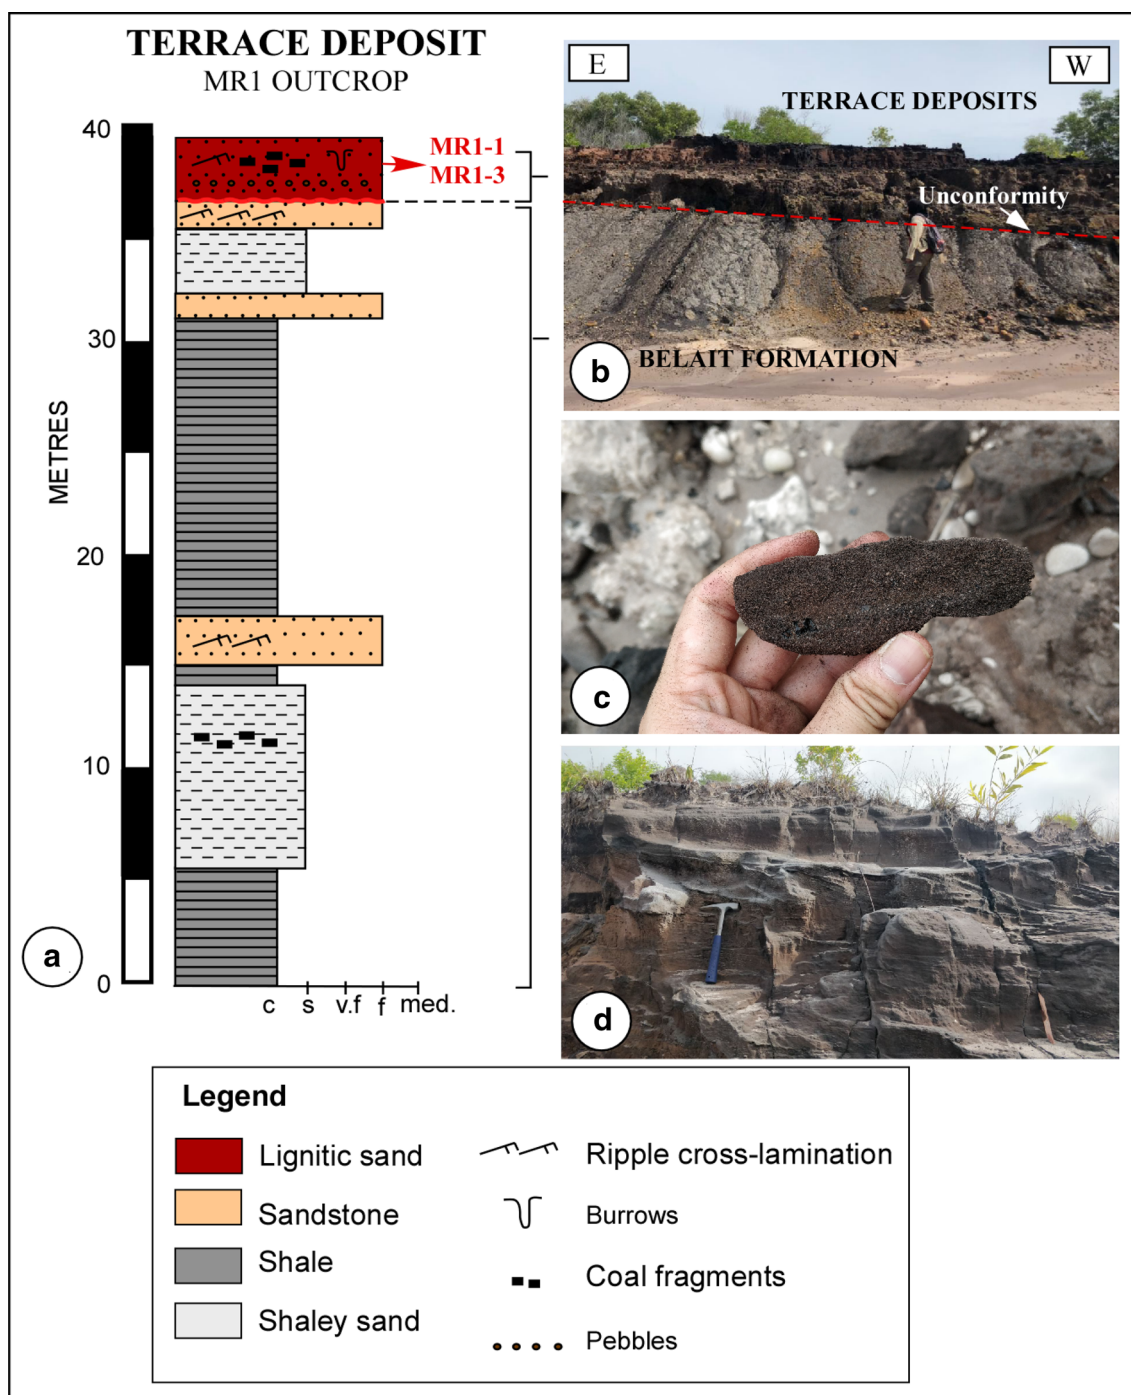 TERRACE DEPOSIT
MR1 OUTCROP
40
30
20
10
0
METRES
MR1-1
MR1-3
c s v.f f med.
a
E
W
TERRACE DEPOSITS
Unconformity
BELAIT FORMATION
b
c
d
Legend
Lignitic sand
Sandstone
Shale
Shaley sand
Ripple cross-lamination
Burrows
Coal fragments
Pebbles